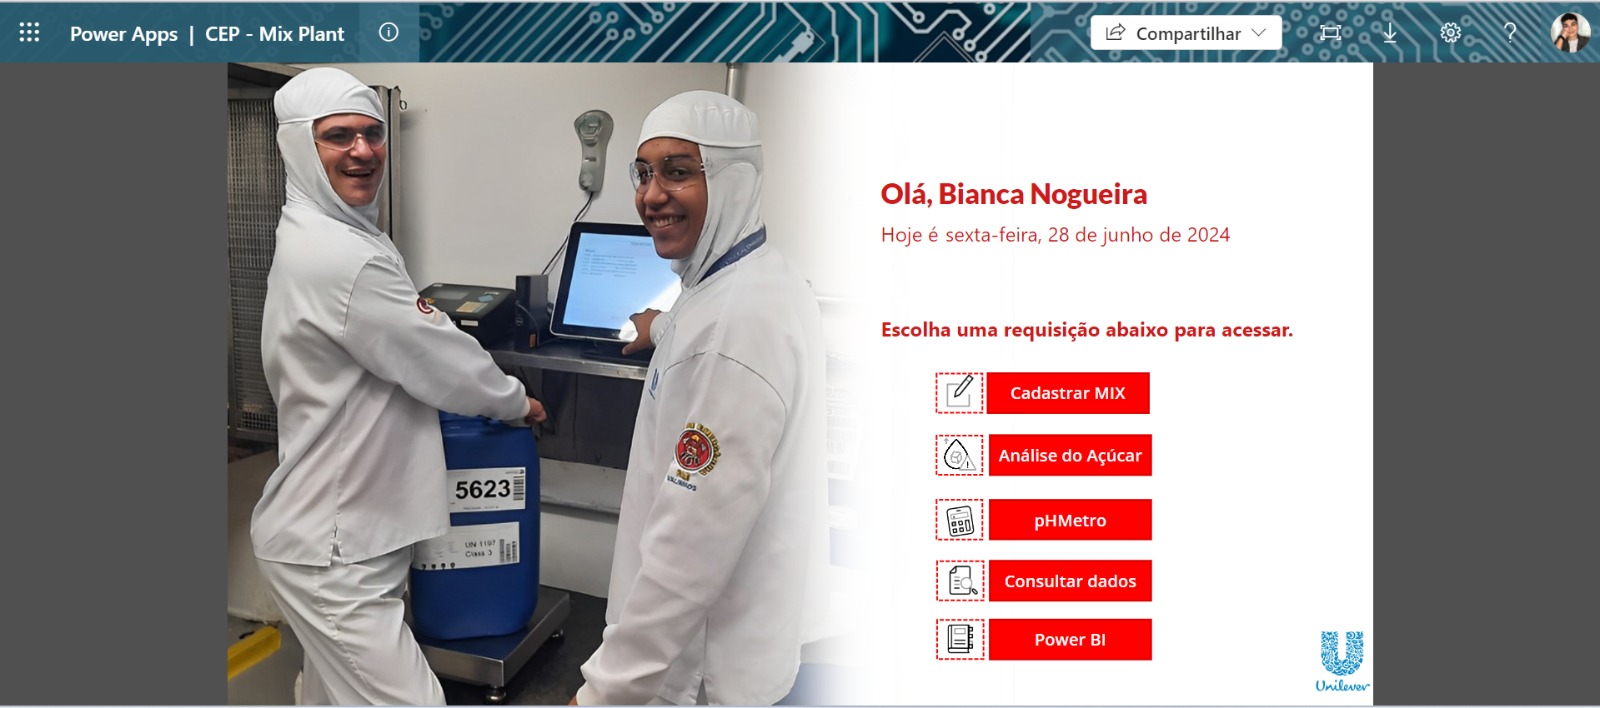 Power Apps | CEP - Mix Plant
Compartilhar
Olá, Bianca Nogueira
Hoje é sexta-feira, 28 de junho de 2024
Escolha uma requisição abaixo para acessar.
Cadastrar MIX
Análise do Açúcar
pHMetro
Consultar dados
Power BI
5623
UN 1197
Class 3
VALINHOS
Unilever